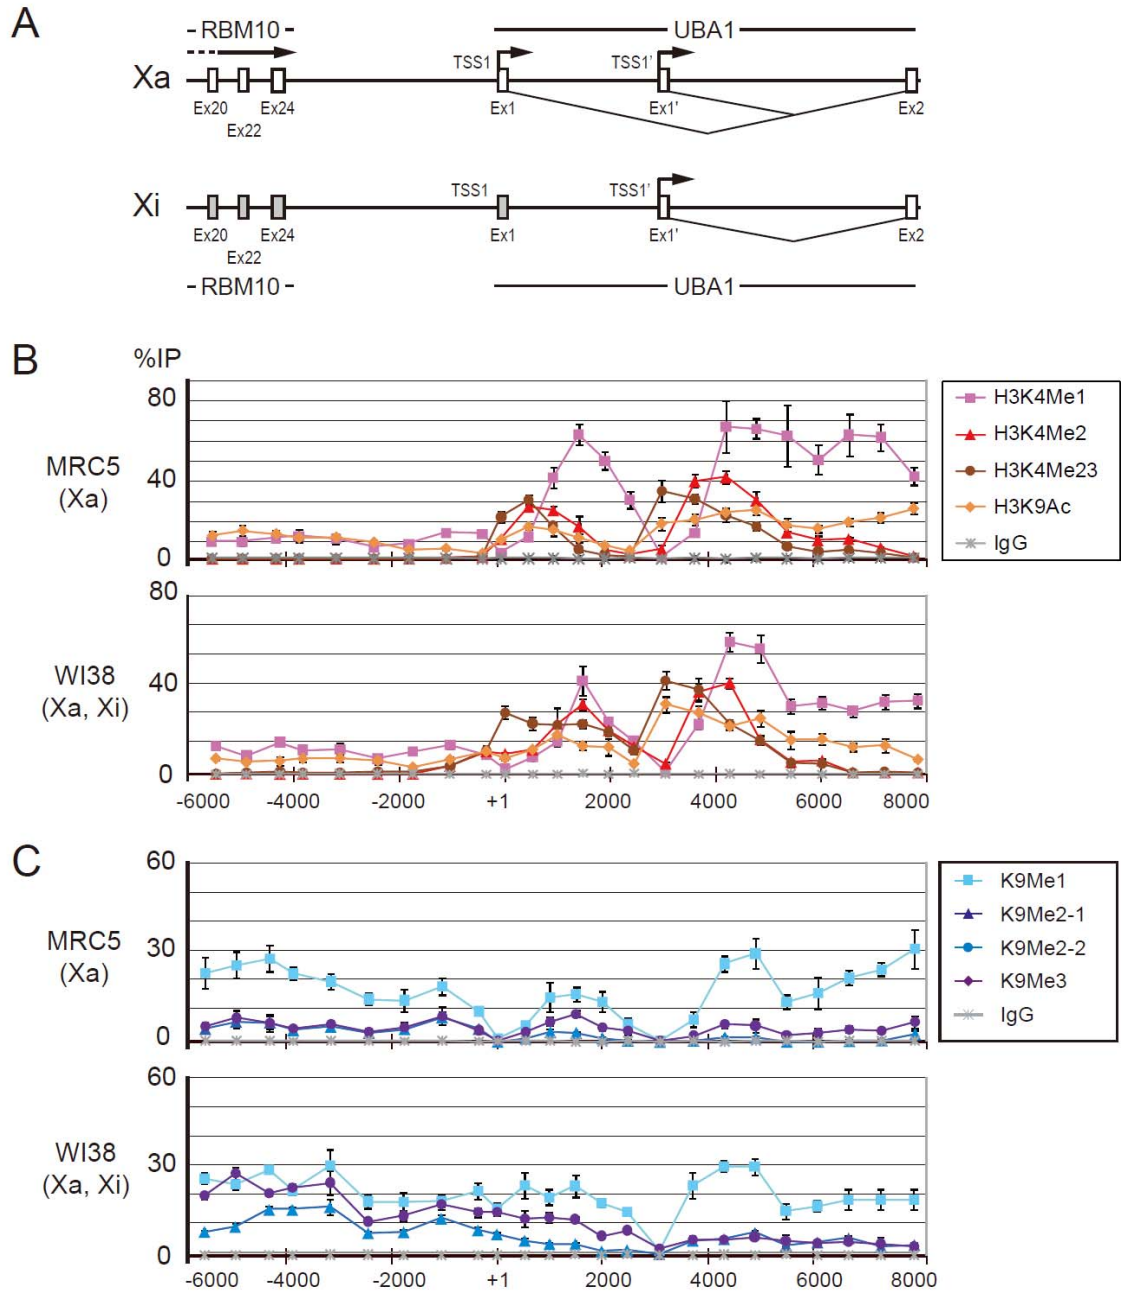 A
RBM10
UBA1
Xa
TSS1
TSS1'
Ex20
Ex22
Ex24
Ex1
Ex1'
Ex2
Xi
TSS1
TSS1'
Ex20
Ex22
Ex24
Ex1
Ex1'
Ex2
RBM10
UBA1
B
%IP
MRC5
(Xa)
80
40
0
H3K4Me1
H3K4Me2
H3K4Me23
H3K9Ac
IgG
WI38
(Xa, Xi)
80
40
0
-6000 -4000 -2000 +1 2000 4000 6000 8000
C
MRC5
(Xa)
60
30
0
K9Me1
K9Me2-1
K9Me2-2
K9Me3
IgG
WI38
(Xa, Xi)
60
30
0
-6000 -4000 -2000 +1 2000 4000 6000 8000